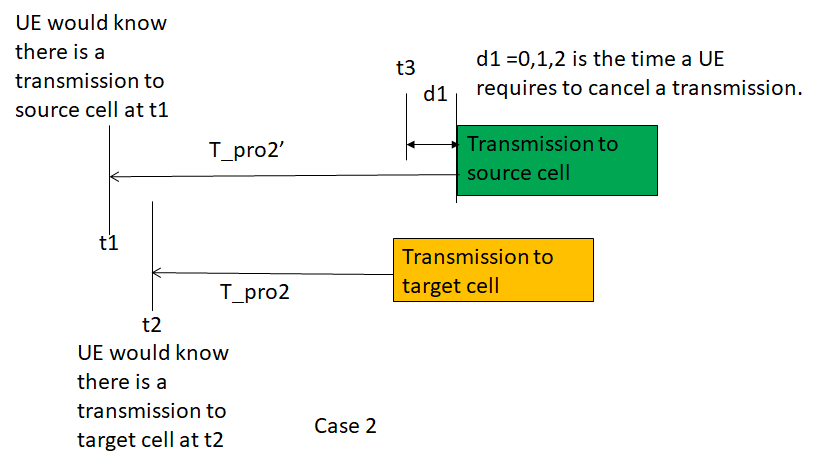 UE would know
there is a
transmission to
source cell at t1
t3
d1
d1 =0,1,2 is the time a UE
requires to cancel a transmission.
T_pro2’
Transmission to
source cell
t1
Transmission to
target cell
T_pro2
t2
UE would know
there is a
transmission to
target cell at t2
Case 2